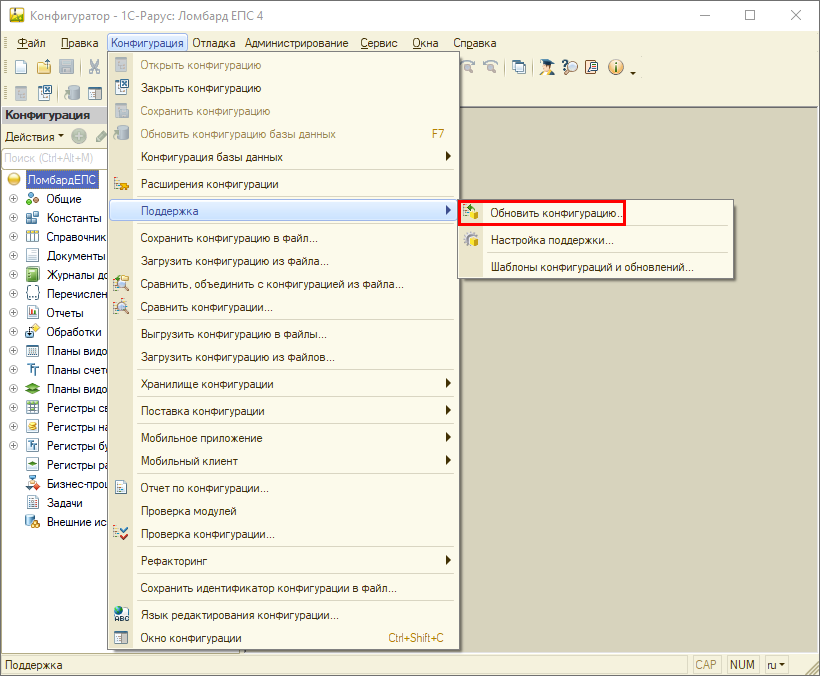 Конфигуратор - 1С-Рарус: Ломбард ЕПС 4
Файл Правка Конфигурация Отладка Администрирование Сервис Окна Справка
Конфигурация
Действия
Поиск (Ctrl+Alt+M)
ЛомбардЕПС
Общие
Константы
Справочник
Документы
Журналы до
Перечислен
Отчеты
Обработки
Планы видо
Планы счето
Планы видо
Регистры св
Регистры на
Регистры бу
Регистры ра
Бизнес-проц
Задачи
Внешние ис
Открыть конфигурацию
Закрыть конфигурацию
Сохранить конфигурацию
Обновить конфигурацию базы данных F7
Конфигурация базы данных
Расширения конфигурации
Поддержка
Сохранить конфигурацию в файл...
Загрузить конфигурацию из файла...
Сравнить, объединить с конфигурацией из файла...
Сравнить конфигурации...
Выгрузить конфигурацию в файлы...
Загрузить конфигурацию из файлов...
Хранилище конфигурации
Поставка конфигурации
Мобильное приложение
Мобильный клиент
Отчет по конфигурации...
Проверка модулей
Проверка конфигурации...
Рефакторинг
Сохранить идентификатор конфигурации в файл...
ABC
Язык редактирования конфигурации...
Окно конфигурации Ctrl+Shift+C
Обновить конфигурацию...
Настройка поддержки...
Шаблоны конфигураций и обновлений...
Поддержка CAP NUM ru